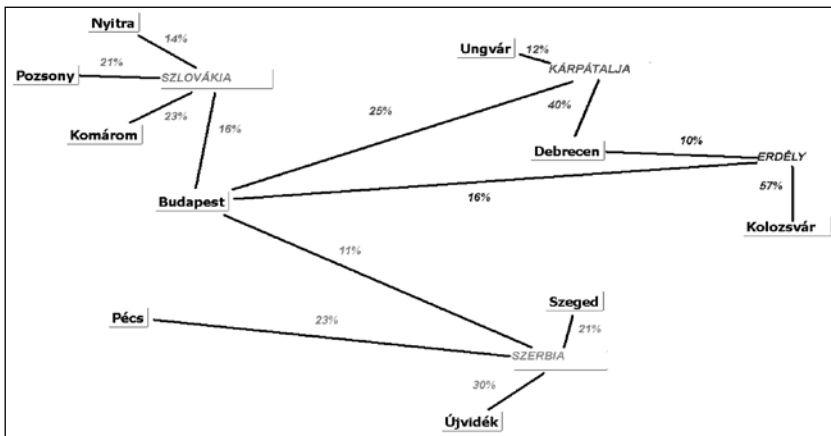 Nyitra
14%
Pozsony
21%
SZLOVÁKIA
Komárom
23%
16%
Ungvár
12%
KÁRPÁTALJA
25%
40%
Debrecen
10%
ERDÉLY
57%
Budapest
16%
Kolozsvár
11%
Szeged
Pécs
23%
21%
SZERBIA
30%
Újvidék